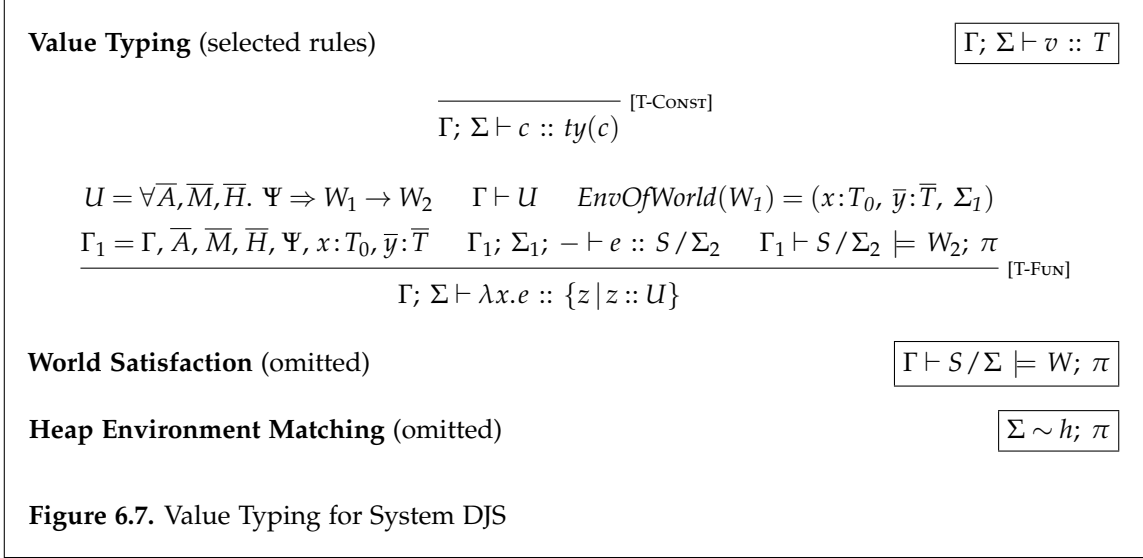 Value Typing (selected rules) Γ; Σ ⊢ v :: T
[T-Const]
Γ; Σ ⊢ c :: ty(c)
U = ∀A̅, M̅, H̅. Ψ ⇒ W₁ → W₂ Γ ⊢ U EnvOfWorld(W₁) = (x:T₀, y̅:T̅, Σ₁)
Γ₁ = Γ, A̅, M̅, H̅, Ψ, x:T₀, y̅:T̅ Γ₁; Σ₁; − ⊢ e :: S/Σ₂ Γ₁ ⊢ S/Σ₂ ⊨ W₂; π
[T-Fun]
Γ; Σ ⊢ λx.e :: {z | z :: U}
World Satisfaction (omitted) Γ ⊢ S/Σ ⊨ W; π
Heap Environment Matching (omitted) Σ ∼ h; π
Figure 6.7. Value Typing for System DJS